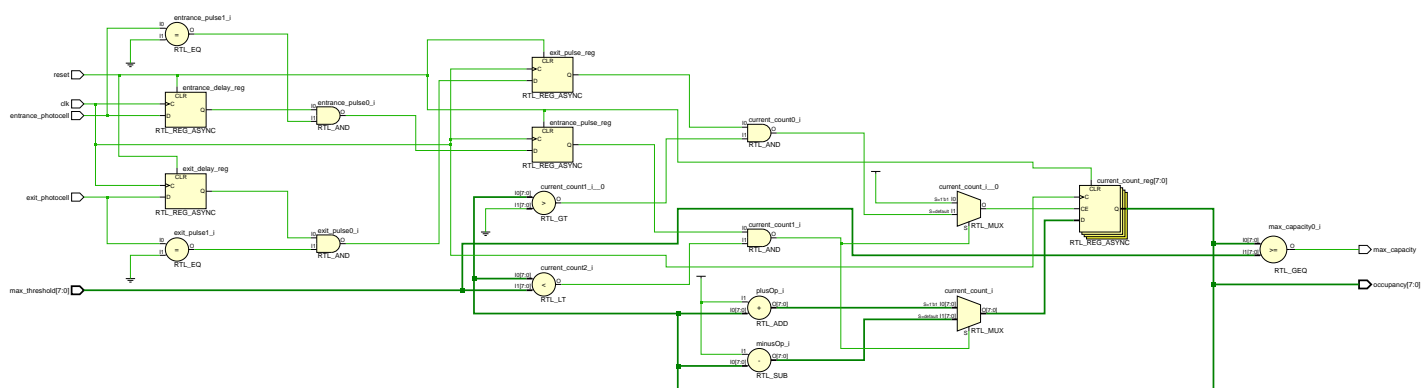 entrance_pulse1_i
I0
I1
=
O
RTL_EQ
reset
clk
entrance_photocell
exit_photocell
max_threshold[7:0]
entrance_delay_reg
CLR
C
D
Q
RTL_REG_ASYNC
entrance_pulse0_i
I0
I1
O
RTL_AND
exit_delay_reg
CLR
C
D
Q
RTL_REG_ASYNC
exit_pulse1_i
I0
I1
=
O
RTL_EQ
exit_pulse0_i
I0
I1
O
RTL_AND
exit_pulse_reg
CLR
C
D
Q
RTL_REG_ASYNC
entrance_pulse_reg
CLR
C
D
Q
RTL_REG_ASYNC
current_count1_i__0
I0[7:0]
I1[7:0]
>
O
RTL_GT
current_count2_i
I0[7:0]
I1[7:0]
<
O
RTL_LT
current_count0_i
I0
I1
O
RTL_AND
current_count1_i
I0
I1
O
RTL_AND
plusOp_i
I1
I0[7:0]
+
O[7:0]
RTL_ADD
minusOp_i
I1
I0[7:0]
-
O[7:0]
RTL_SUB
current_count_i__0
S=1'b1 I0
S=default I1
O
S
RTL_MUX
current_count_i
S=1'b1 I0[7:0]
S=default I1[7:0]
O[7:0]
S
RTL_MUX
current_count_reg[7:0]
CLR
C
CE
D
Q
RTL_REG_ASYNC
max_capacity0_i
I0[7:0]
I1[7:0]
>=
O
RTL_GEQ
max_capacity
occupancy[7:0]